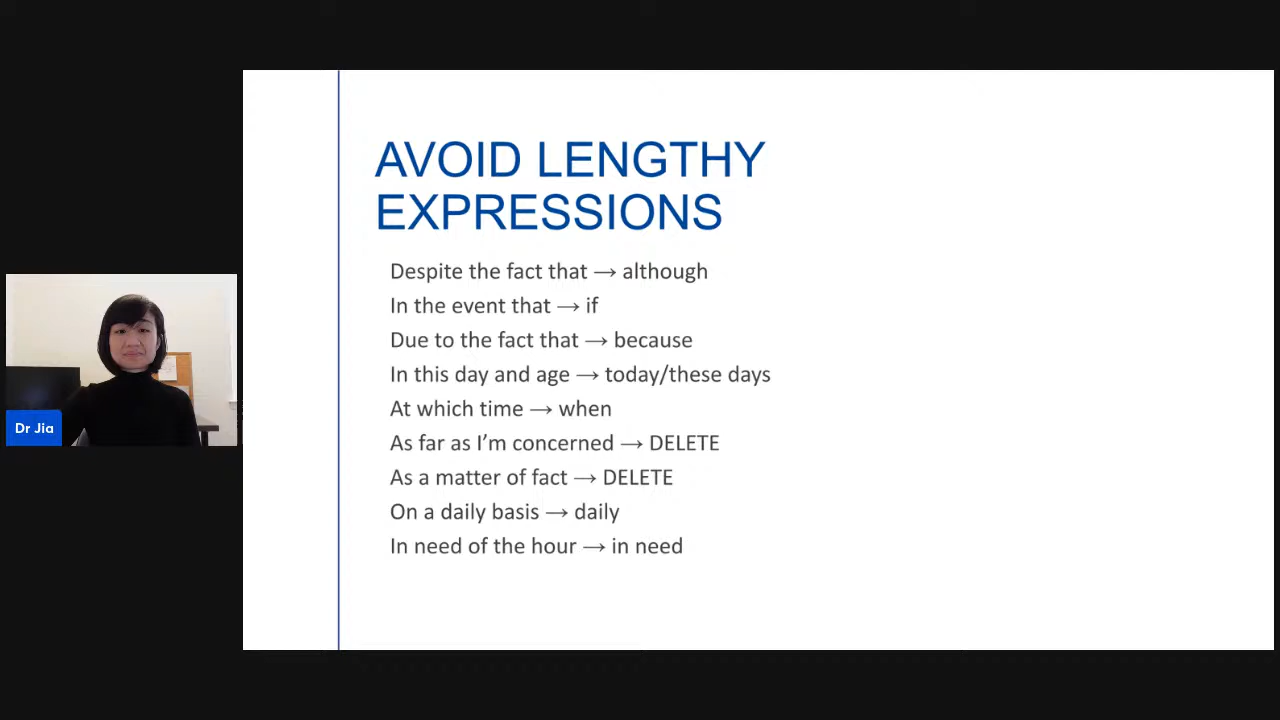 AVOID LENGTHY
EXPRESSIONS
Despite the fact that → although
In the event that → if
Due to the fact that → because
In this day and age → today/these days
At which time → when
As far as I’m concerned → DELETE
As a matter of fact → DELETE
On a daily basis → daily
In need of the hour → in need
Dr Jia